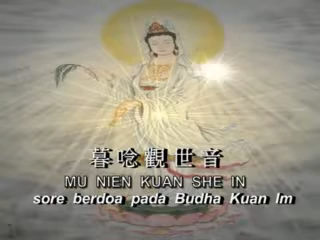 暮唸觀世音
MU NIEN KUAN SHE IN
sore berdoa pada Budha Kuan Im